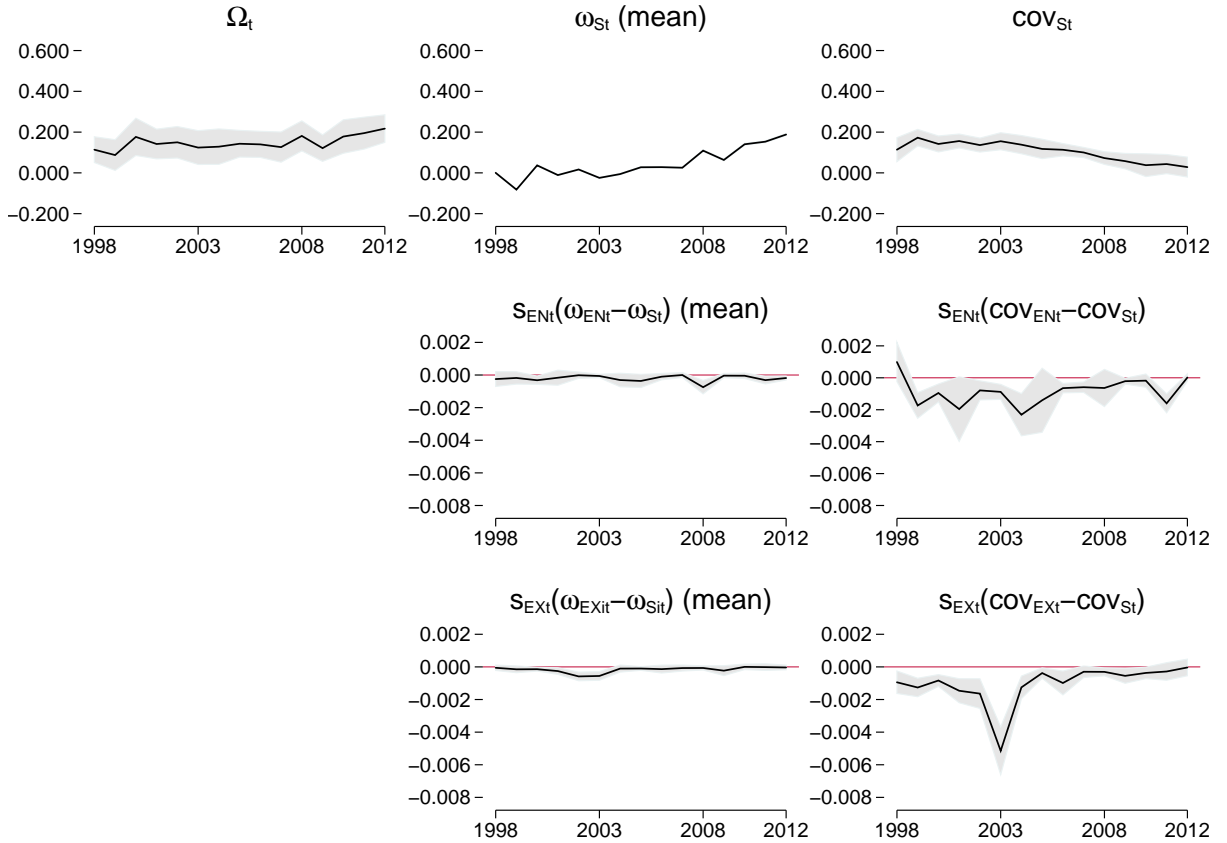 Ωt ωSt (mean) covSt
0.600 0.600 0.600
0.400 0.400 0.400
0.200 0.200 0.200
0.000 0.000 0.000
−0.200 −0.200 −0.200
1998 2003 2008 2012 1998 2003 2008 2012 1998 2003 2008 2012
sENt(ωENt−ωSt) (mean) sENt(covENt−covSt)
0.002 0.002
0.000 0.000
−0.002 −0.002
−0.004 −0.004
−0.006 −0.006
−0.008 −0.008
1998 2003 2008 2012 1998 2003 2008 2012
sEXt(ωEXit−ωSit) (mean) sEXt(covEXt−covSt)
0.002 0.002
0.000 0.000
−0.002 −0.002
−0.004 −0.004
−0.006 −0.006
−0.008 −0.008
1998 2003 2008 2012 1998 2003 2008 2012